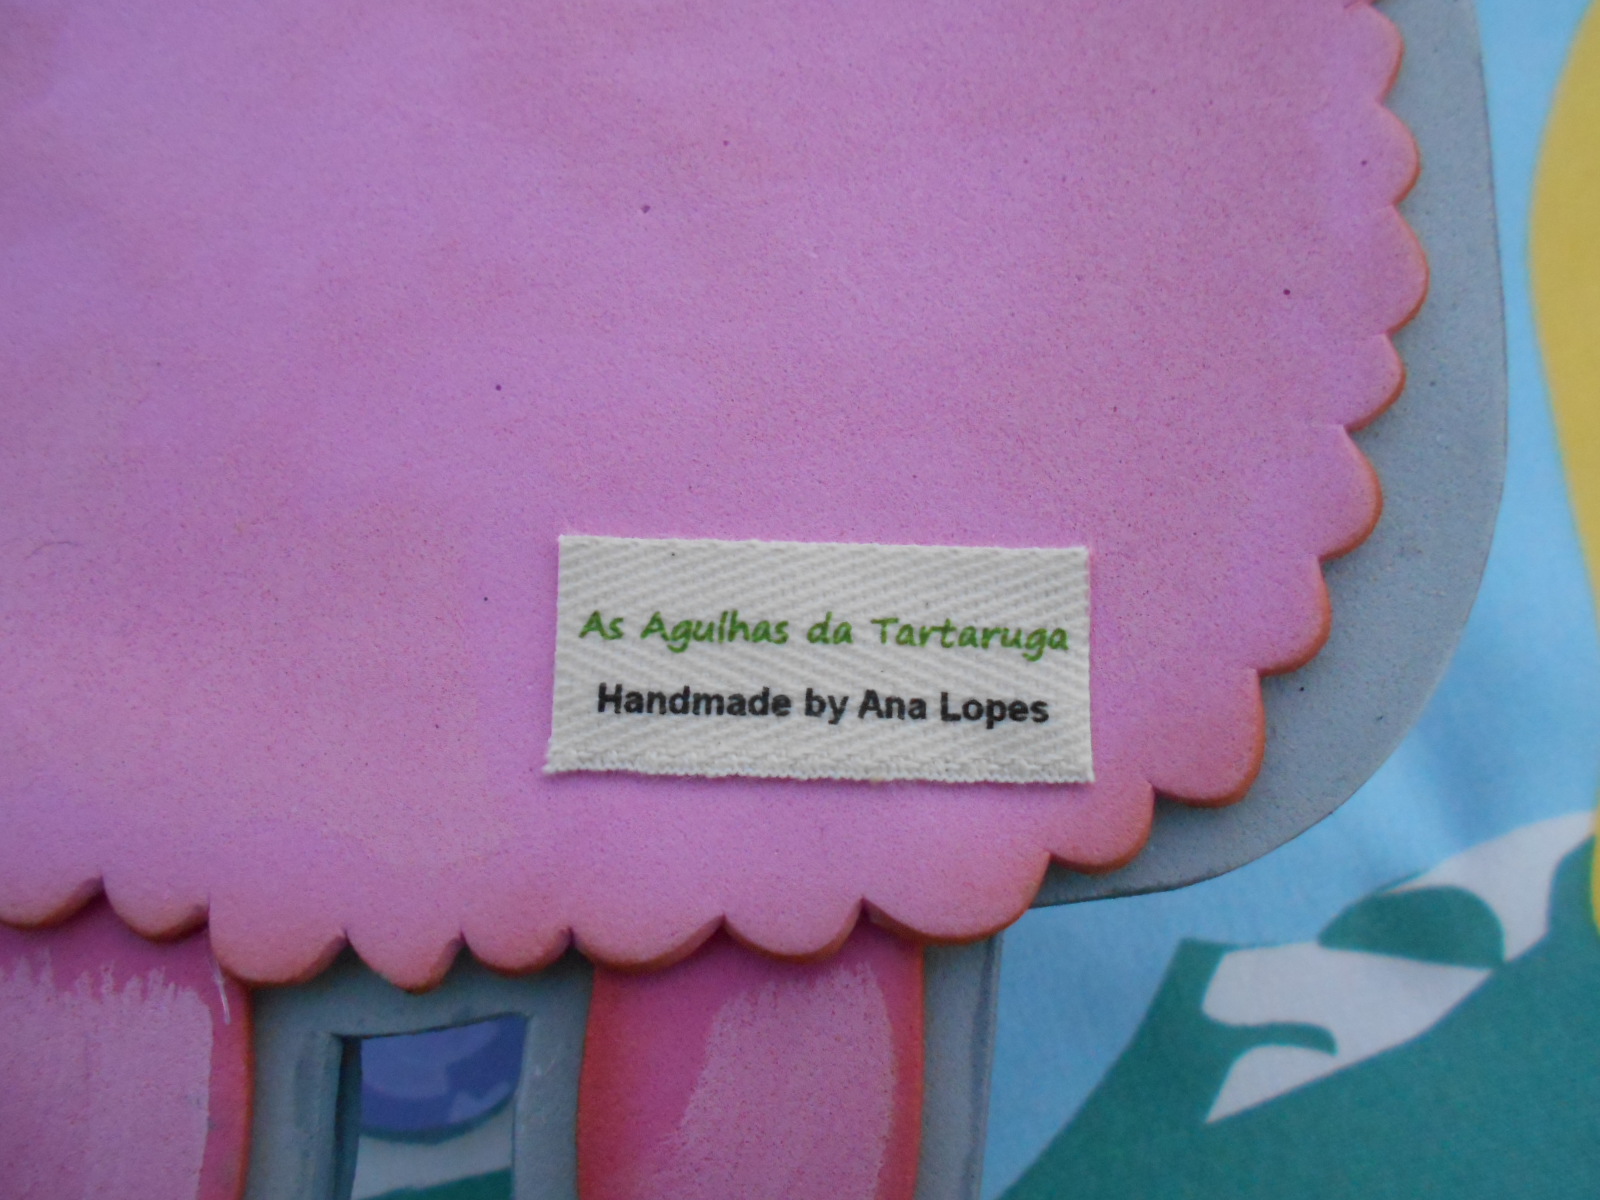 As Agulhas da Tartaruga
Handmade by Ana Lopes